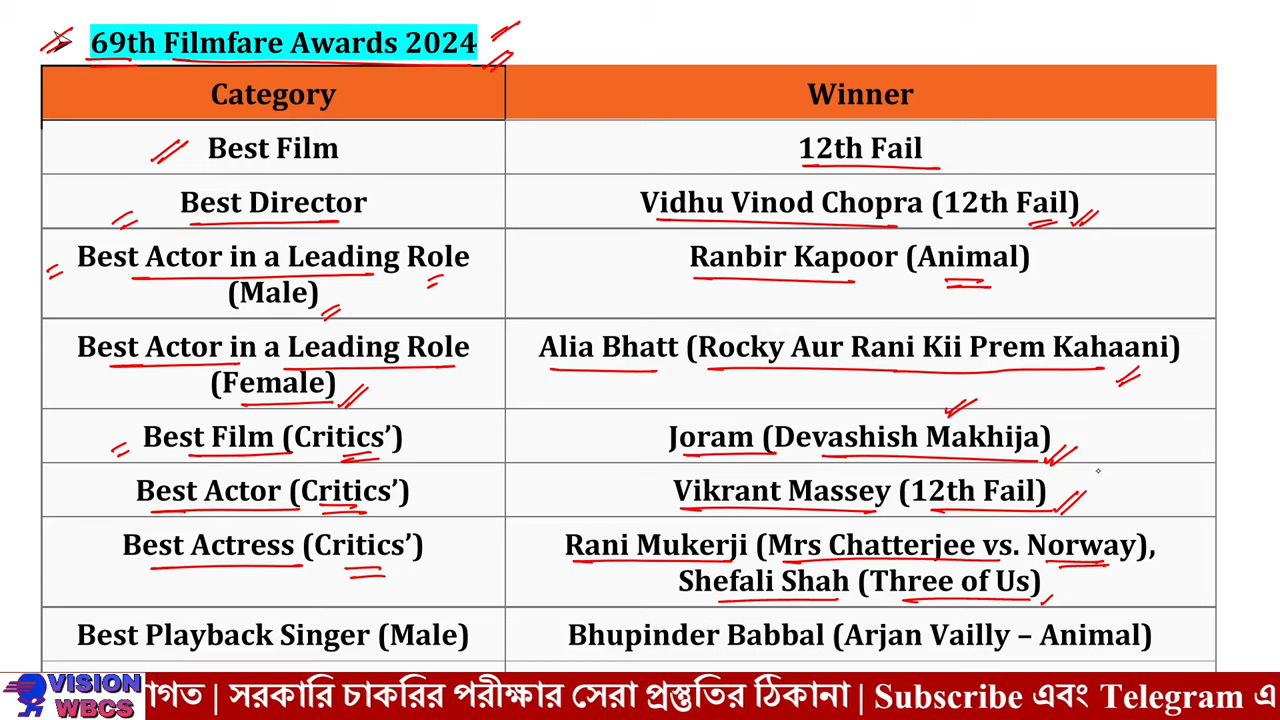 69th Filmfare Awards 2024
Category Winner
Best Film 12th Fail
Best Director Vidhu Vinod Chopra (12th Fail)
Best Actor in a Leading Role
(Male)
Ranbir Kapoor (Animal)
Best Actor in a Leading Role
(Female)
Alia Bhatt (Rocky Aur Rani Kii Prem Kahaani)
Best Film (Critics’) Joram (Devashish Makhija)
Best Actor (Critics’) Vikrant Massey (12th Fail)
Best Actress (Critics’)
Rani Mukerji (Mrs Chatterjee vs. Norway),
Shefali Shah (Three of Us)
Best Playback Singer (Male) Bhupinder Babbal (Arjan Vailly – Animal)
VISION
WBCS
াগত | সরকারি চাকরির পরীক্ষার সেরা প্রস্তুতির ঠিকানা | Subscribe এবং Telegram এ